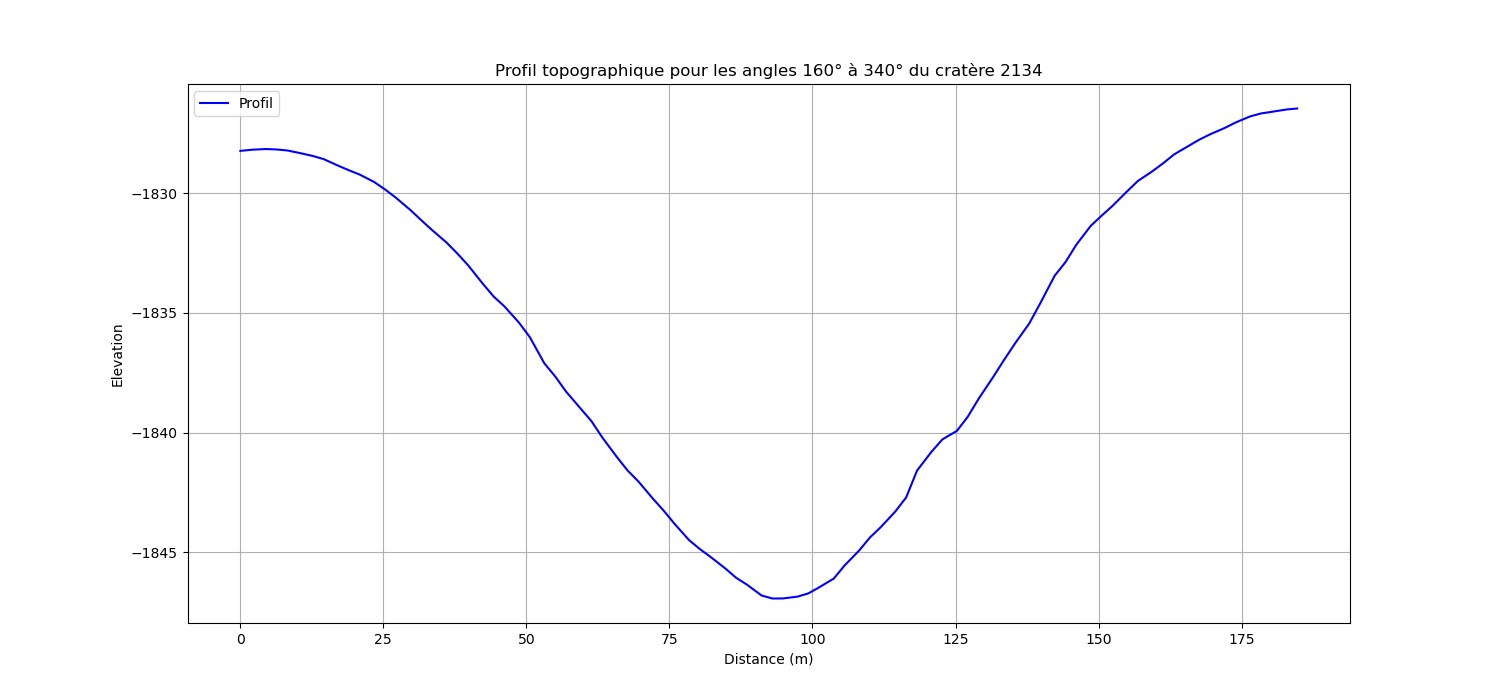 Profil topographique pour les angles 160° à 340° du cratère 2134
Profil
−1830
−1835
−1840
−1845
Elevation
0 25 50 75 100 125 150 175
Distance (m)